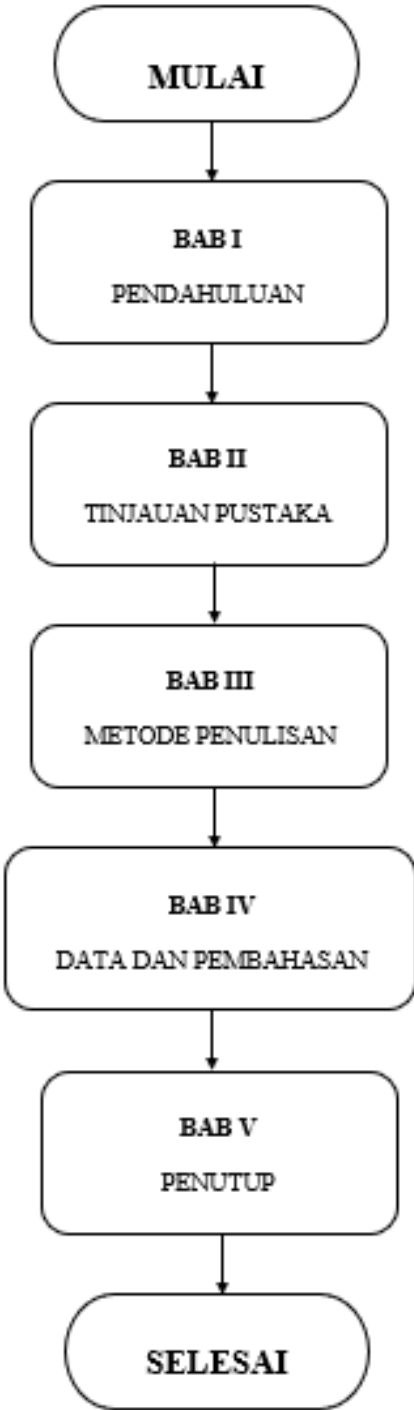 MULAI
BAB I
PENDAHULUAN
BAB II
TINJAUAN PUSTAKA
BAB III
METODE PENULISAN
BAB IV
DATA DAN PEMBAHASAN
BAB V
PENUTUP
SELESAI